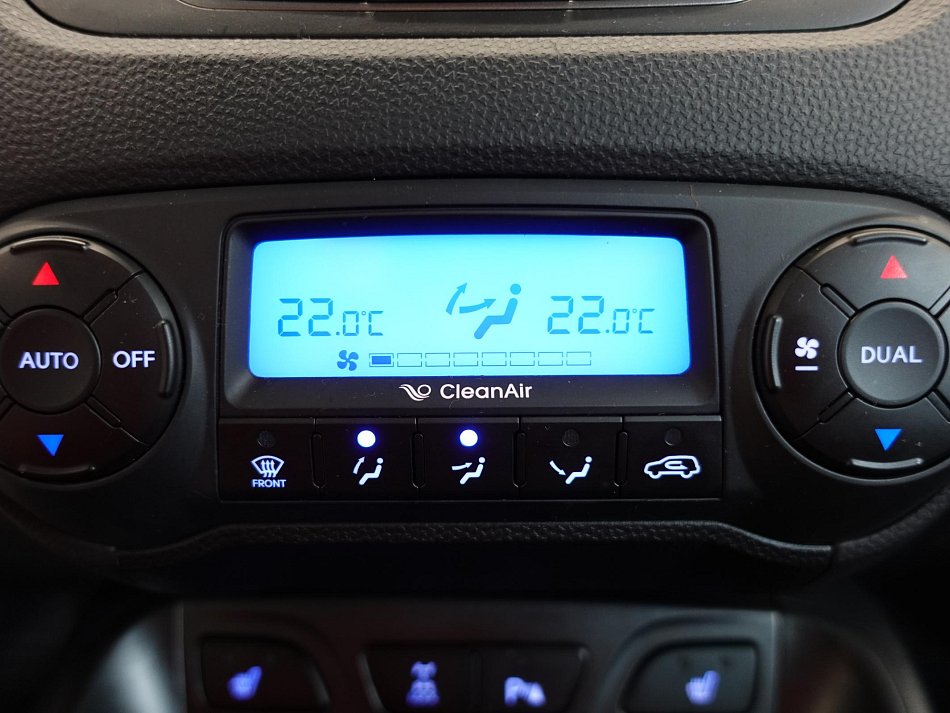 22.0°C 22.0°C
AUTO OFF DUAL
CleanAir
FRONT
P